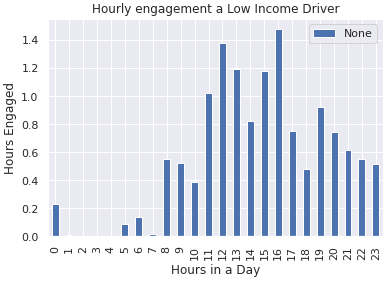 Hourly engagement a Low Income Driver
None
1.4
1.2
1.0
0.8
0.6
0.4
0.2
0.0
Hours Engaged
0 1 2 3 4 5 6 7 8 9 10 11 12 13 14 15 16 17 18 19 20 21 22 23
Hours in a Day